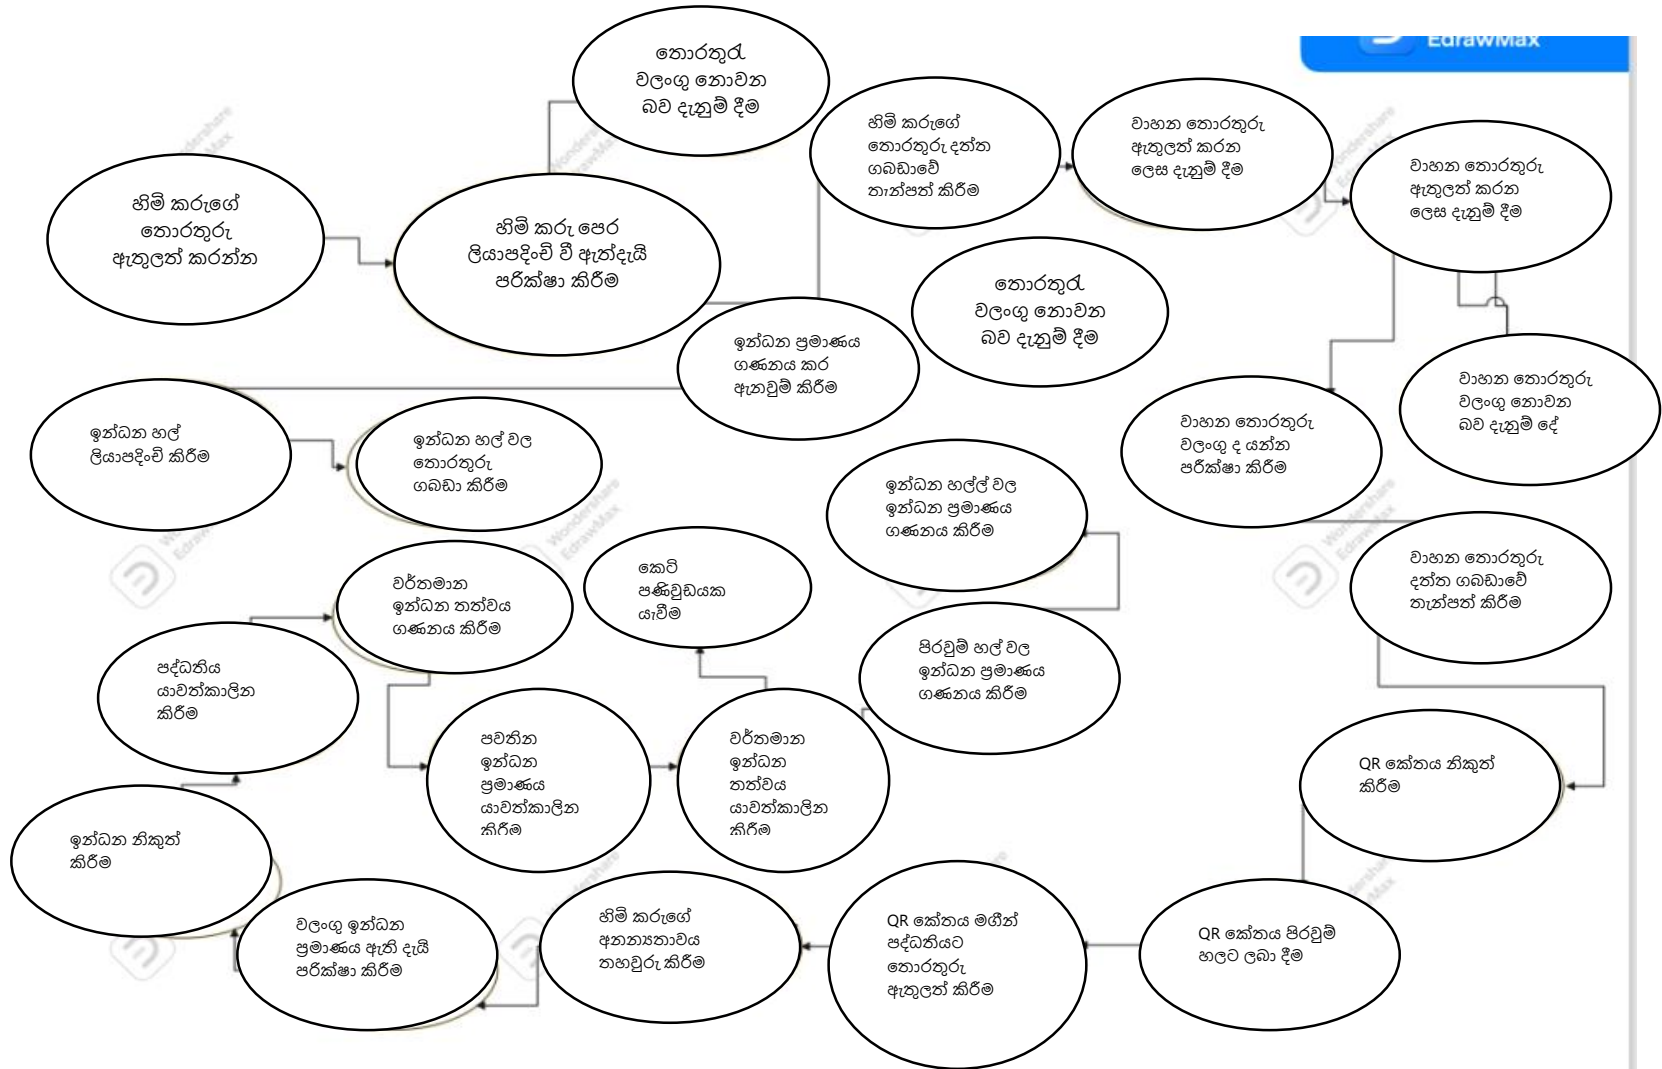 තොරතුරු
වලංගු නොවන
බව දැනුම් දීම
EdrawMax
හිමි කරුගේ
තොරතුරු
ඇතුලත් කරන්න
හිමි කරු පෙර
ලියාපදිංචි වී ඇත්දැයි
පරික්ෂා කිරීම
හිමි කරුගේ
තොරතුරු දත්ත
ගබඩාවේ
තැන්පත් කිරීම
වාහන තොරතුරු
ඇතුලත් කරන
ලෙස දැනුම් දීම
වාහන තොරතුරු
ඇතුලත් කරන
ලෙස දැනුම් දීම
තොරතුරු
වලංගු නොවන
බව දැනුම් දීම
ඉන්ධන ප්‍රමාණය
ගණනය කර
ඇනවුම් කිරීම
වාහන තොරතුරු
වලංගු නොවන
බව දැනුම් දේ
වාහන තොරතුරු
වලංගු ද යන්න
පරීක්ෂා කිරීම
ඉන්ධන හල්
ලියාපදිංචි කිරීම
ඉන්ධන හල් වල
තොරතුරු
ගබඩා කිරීම
ඉන්ධන හල්ල් වල
ඉන්ධන ප්‍රමාණය
ගණනය කිරීම
වාහන තොරතුරු
දත්ත ගබඩාවේ
තැන්පත් කිරීම
වර්තමාන
ඉන්ධන තත්වය
ගණනය කිරීම
කෙටි
පණිවුඩයක
යැවීම
පිරවුම් හල් වල
ඉන්ධන ප්‍රමාණය
ගණනය කිරීම
පද්ධතිය
යාවත්කාලින
කිරීම
පවතින
ඉන්ධන
ප්‍රමාණය
යාවත්කාලින
කිරීම
වර්තමාන
ඉන්ධන
තත්වය
යාවත්කාලින
කිරීම
QR කේතය නිකුත්
කිරීම
ඉන්ධන නිකුත්
කිරීම
වලංගු ඉන්ධන
ප්‍රමාණය ඇති දැයි
පරික්ෂා කිරීම
හිමි කරුගේ
අනන්‍යතාවය
තහවුරු කිරීම
QR කේතය මගීන්
පද්ධතියට
තොරතුරු
ඇතුලත් කිරීම
QR කේතය පිරවුම්
හලට ලබා දීම